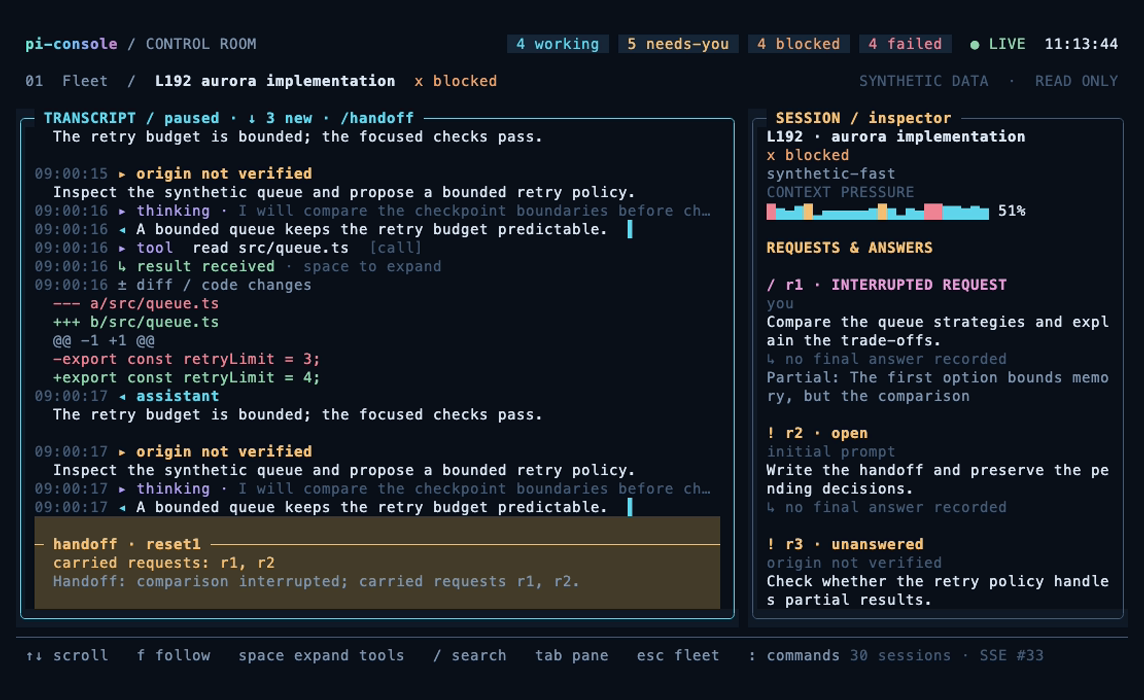 pi-console / CONTROL ROOM 4 working 5 needs-you 4 blocked 4 failed ● LIVE 11:13:44
01 Fleet / L192 aurora implementation x blocked SYNTHETIC DATA · READ ONLY
TRANSCRIPT / paused · ↓ 3 new · /handoff
The retry budget is bounded; the focused checks pass.
09:00:15 ▸ origin not verified
Inspect the synthetic queue and propose a bounded retry policy.
09:00:16 ▸ thinking · I will compare the checkpoint boundaries before ch…
09:00:16 ◂ A bounded queue keeps the retry budget predictable.
09:00:16 ▸ tool read src/queue.ts [call]
09:00:16 ↳ result received · space to expand
09:00:16 ± diff / code changes
--- a/src/queue.ts
+++ b/src/queue.ts
@@ -1 +1 @@
-export const retryLimit = 3;
+export const retryLimit = 4;
09:00:17 ◂ assistant
The retry budget is bounded; the focused checks pass.
09:00:17 ▸ origin not verified
Inspect the synthetic queue and propose a bounded retry policy.
09:00:17 ▸ thinking · I will compare the checkpoint boundaries before ch…
09:00:17 ◂ A bounded queue keeps the retry budget predictable.
handoff · reset1
carried requests: r1, r2
Handoff: comparison interrupted; carried requests r1, r2.
SESSION / inspector
L192 · aurora implementation
x blocked
synthetic-fast
CONTEXT PRESSURE
51%
REQUESTS & ANSWERS
/ r1 · INTERRUPTED REQUEST
you
Compare the queue strategies and expl
ain the trade-offs.
↳ no final answer recorded
Partial: The first option bounds memo
ry, but the comparison
! r2 · open
initial prompt
Write the handoff and preserve the pe
nding decisions.
↳ no final answer recorded
! r3 · unanswered
origin not verified
Check whether the retry policy handle
s partial results.
↑↓ scroll f follow space expand tools / search tab pane esc fleet : commands 30 sessions · SSE #33